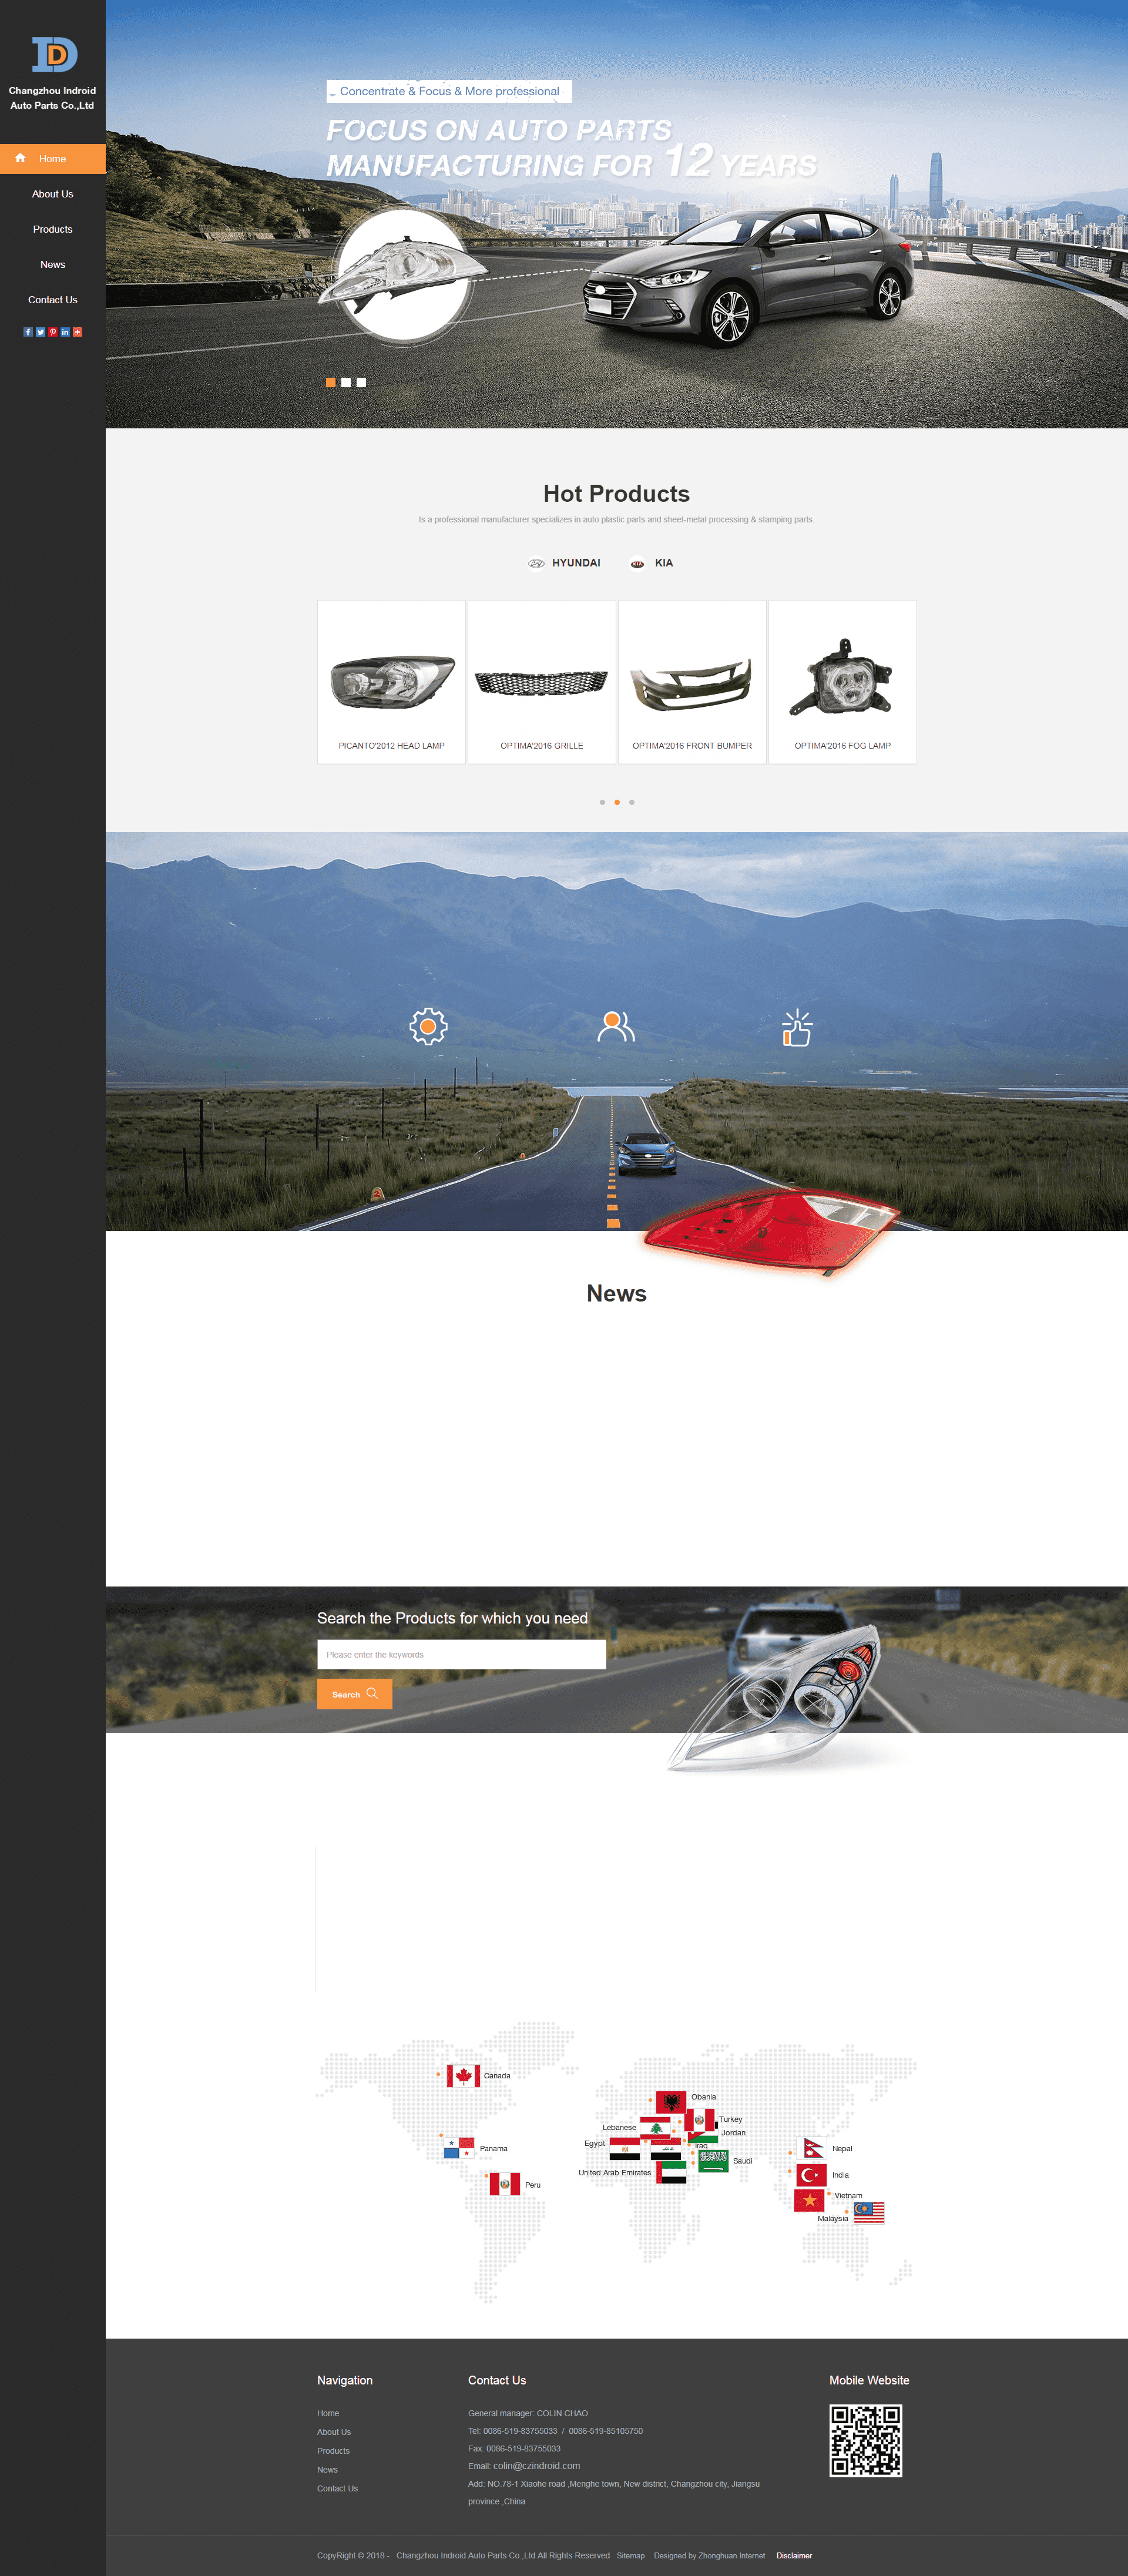 ID
Changzhou Indroid
Auto Parts Co.,Ltd
Home
About Us
Products
News
Contact Us
Concentrate & Focus & More professional
FOCUS ON AUTO PARTS
MANUFACTURING FOR 12 YEARS
Hot Products
Is a professional manufacturer specializes in auto plastic parts and sheet-metal processing & stamping parts.
HYUNDAI
KIA
PICANTO'2012 HEAD LAMP
OPTIMA'2016 GRILLE
OPTIMA'2016 FRONT BUMPER
OPTIMA'2016 FOG LAMP
News
Search the Products for which you need
Please enter the keywords
Search
Canada
Obania
Turkey
Lebanese
Jordan
Egypt
Iraq
Panama
Nepal
Saudi
United Arab Emirates
India
Peru
Vietnam
Malaysia
Navigation
Home
About Us
Products
News
Contact Us
Contact Us
General manager: COLIN CHAO
Tel: 0086-519-83755033 / 0086-519-85105750
Fax: 0086-519-83755033
Email: colin@czindroid.com
Add: NO.78-1 Xiaohe road ,Menghe town, New district, Changzhou city, Jiangsu
province ,China
Mobile Website
CopyRight © 2018 - Changzhou Indroid Auto Parts Co.,Ltd All Rights Reserved Sitemap Designed by Zhonghuan Internet Disclaimer